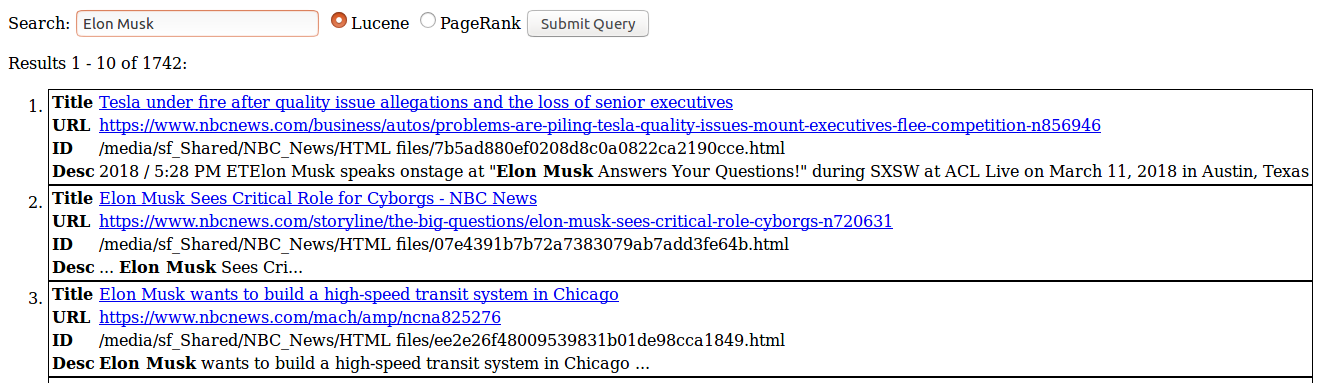 Search: Elon Musk Lucene PageRank Submit Query
Results 1 - 10 of 1742:
1. Title Tesla under fire after quality issue allegations and the loss of senior executives
URL https://www.nbcnews.com/business/autos/problems-are-piling-tesla-quality-issues-mount-executives-flee-competition-n856946
ID /media/sf_Shared/NBC_News/HTML files/7b5ad880ef0208d8c0a0822ca2190cce.html
Desc 2018 / 5:28 PM ETElon Musk speaks onstage at "Elon Musk Answers Your Questions!" during SXSW at ACL Live on March 11, 2018 in Austin, Texas
2. Title Elon Musk Sees Critical Role for Cyborgs - NBC News
URL https://www.nbcnews.com/storyline/the-big-questions/elon-musk-sees-critical-role-cyborgs-n720631
ID /media/sf_Shared/NBC_News/HTML files/07e4391b7b72a7383079ab7add3fe64b.html
Desc ... Elon Musk Sees Cri...
3. Title Elon Musk wants to build a high-speed transit system in Chicago
URL https://www.nbcnews.com/mach/amp/ncna825276
ID /media/sf_Shared/NBC_News/HTML files/ee2e26f48009539831b01de98cca1849.html
Desc Elon Musk wants to build a high-speed transit system in Chicago ...